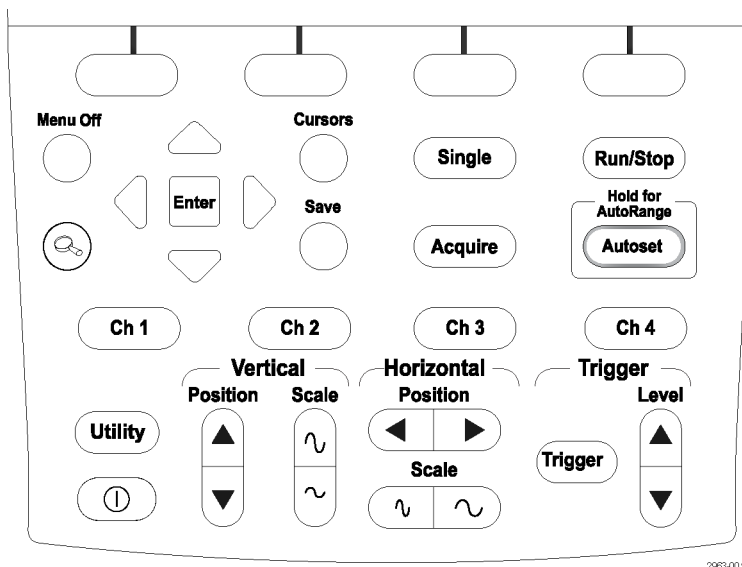 Menu Off
Cursors
Single
Run/Stop
Enter
Save
Hold for
AutoRange
Acquire
Autoset
Ch 1
Ch 2
Ch 3
Ch 4
Vertical
Horizontal
Trigger
Position
Scale
Position
Level
Utility
Scale
Trigger